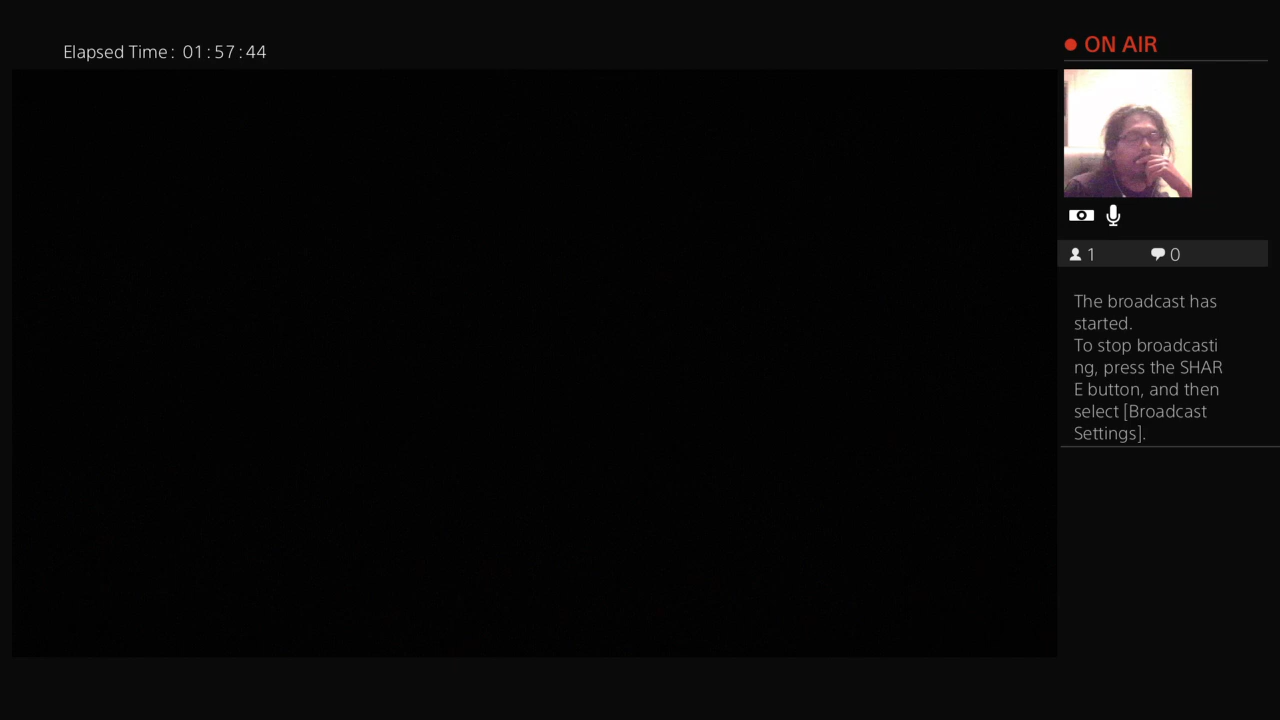 Elapsed Time: 01:57:44
ON AIR
1 0
The broadcast has
started.
To stop broadcasti
ng, press the SHAR
E button, and then
select [Broadcast
Settings].